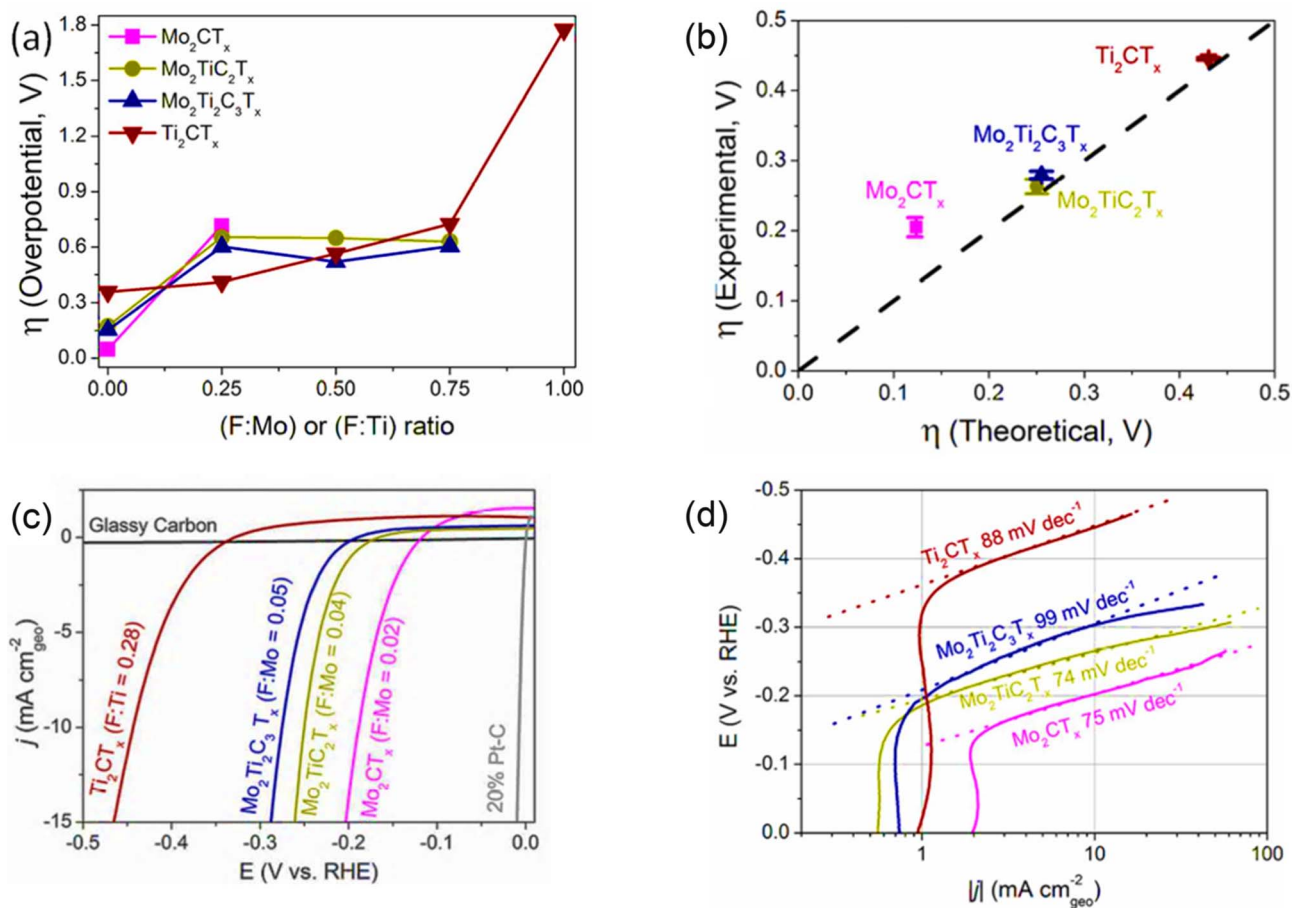 (a)
Mo₂CTₓ
Mo₂TiC₂Tₓ
Mo₂Ti₂C₃Tₓ
Ti₂CTₓ
η (Overpotential, V)
1.8
1.5
1.2
0.9
0.6
0.3
0.0
0.00 0.25 0.50 0.75 1.00
(F:Mo) or (F:Ti) ratio
(b)
η (Experimental, V)
0.5
0.4
0.3
0.2
0.1
0.0
Ti₂CTₓ
Mo₂Ti₂C₃Tₓ
Mo₂CTₓ
Mo₂TiC₂Tₓ
0.0 0.1 0.2 0.3 0.4 0.5
η (Theoretical, V)
(c)
j (mA cm⁻²geo)
0
-5
-10
-15
Glassy Carbon
Ti₂CTₓ (F:Ti = 0.28)
Mo₂Ti₂C₃ Tₓ (F:Mo = 0.05)
Mo₂TiC₂Tₓ (F:Mo = 0.04)
Mo₂CTₓ (F:Mo = 0.02)
20% Pt-C
-0.5 -0.4 -0.3 -0.2 -0.1 0.0
E (V vs. RHE)
(d)
E (V vs. RHE)
-0.5
-0.4
-0.3
-0.2
-0.1
0.0
Ti₂CTₓ 88 mV dec⁻¹
Mo₂Ti₂C₃Tₓ 99 mV dec⁻¹
Mo₂TiC₂Tₓ 74 mV dec⁻¹
Mo₂CTₓ 75 mV dec⁻¹
1 10 100
|j| (mA cm⁻²geo)